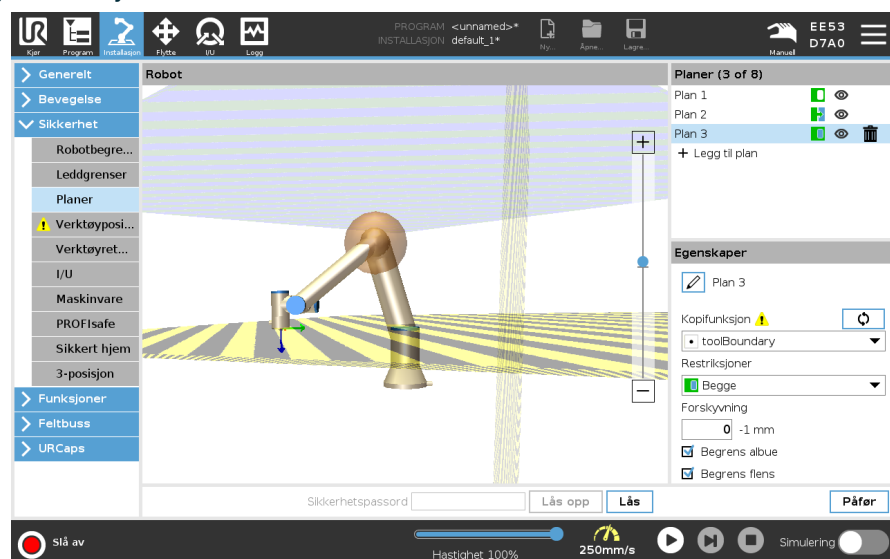 PROGRAM <unnamed>*
INSTALLASJON default_1*
UR
Kjør
Program
Installasjon
Flytte
I/U
Logg
Ny...
Åpne...
Lagre...
Manuell
EE53
D7A0
Generelt
Bevegelse
Sikkerhet
Robotbegre...
Leddgrenser
Planer
Verktøyposi...
Verktøyret...
I/U
Maskinvare
PROFIsafe
Sikkert hjem
3-posisjon
Funksjoner
Feltbuss
URCaps
Robot
Planer (3 of 8)
Plan 1
Plan 2
Plan 3
+ Legg til plan
Egenskaper
Plan 3
Kopifunksjon
toolBoundary
Restriksjoner
Begge
Forskyvning
0 -1 mm
Begrens albue
Begrens flens
Sikkerhetspassord
Lås opp
Lås
Påfør
Slå av
Hastighet 100%
250mm/s
Simulering